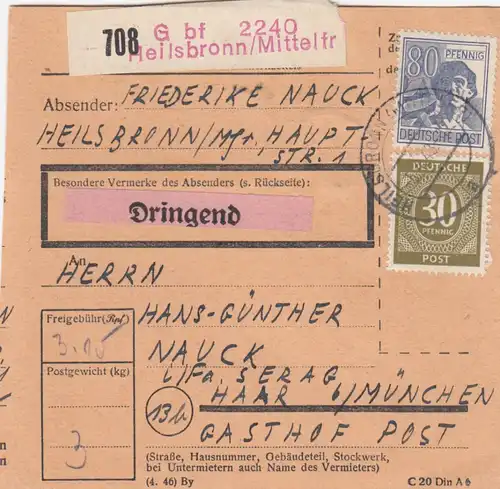 708 G bf 2240
Heilsbronn/Mittelfr
80 PFENNIG
DEUTSCHE POST
Absender: FRIEDERIKE NAUCK
HEILSBRONN/Mfr, HAUPT
STR. 1
DEUTSCHE
30
PFENNIG
POST
Besondere Vermerke des Absenders (s. Rückseite):
Dringend
An
HERRN
Freigebühr (Rpf)
HANS-GÜNTHER
3.10
NAUCK
Postgewicht (kg)
i/Fa. SERAG
HAAR b/MÜNCHEN
13b
GASTHOF POST
3
(Straße, Hausnummer, Gebäudeteil, Stockwerk,
bei Untermietern auch Name des Vermieters)
(4. 46) By
C 20 Din A 6